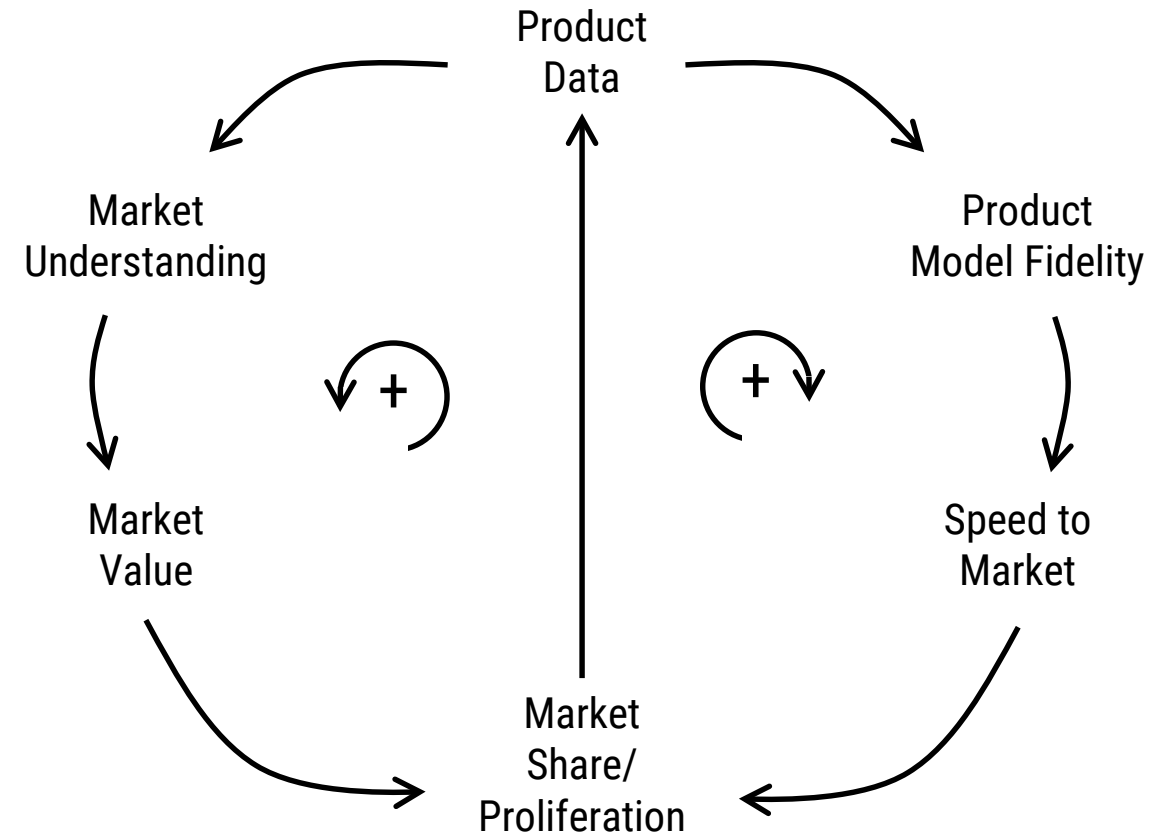 Product
Data
Market
Understanding
Product
Model Fidelity
+
+
Market
Value
Speed to
Market
Market
Share/
Proliferation